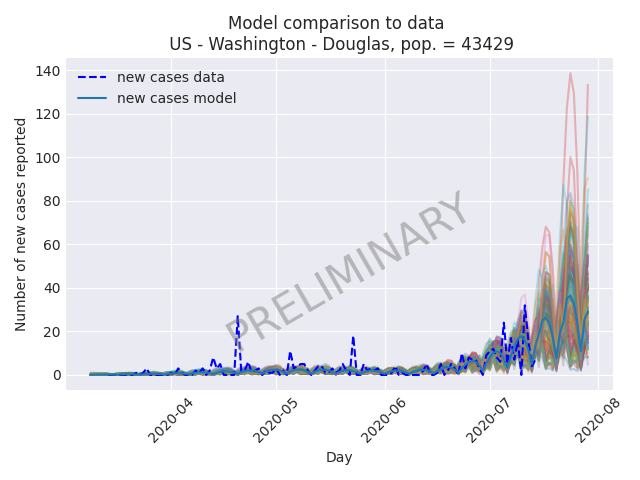 Model comparison to data
US - Washington - Douglas, pop. = 43429
new cases data
new cases model
Number of new cases reported
140
120
100
80
60
40
20
0
PRELIMINARY
2020-04
2020-05
2020-06
2020-07
2020-08
Day